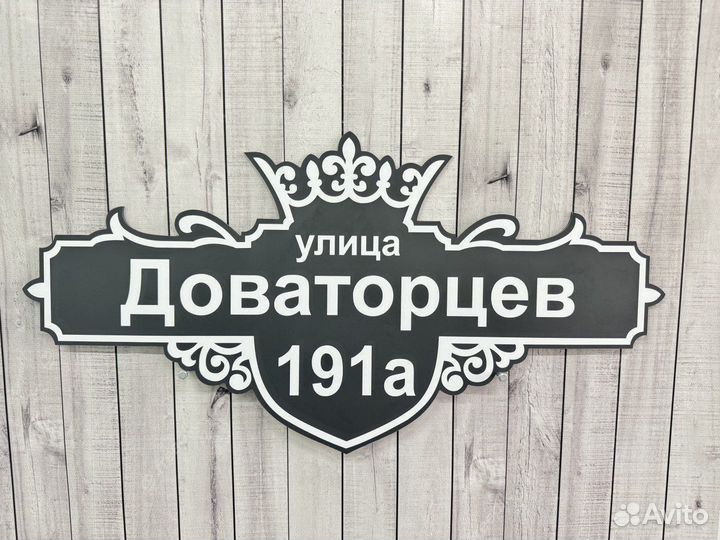 улица
Доваторцев
191а
Avito